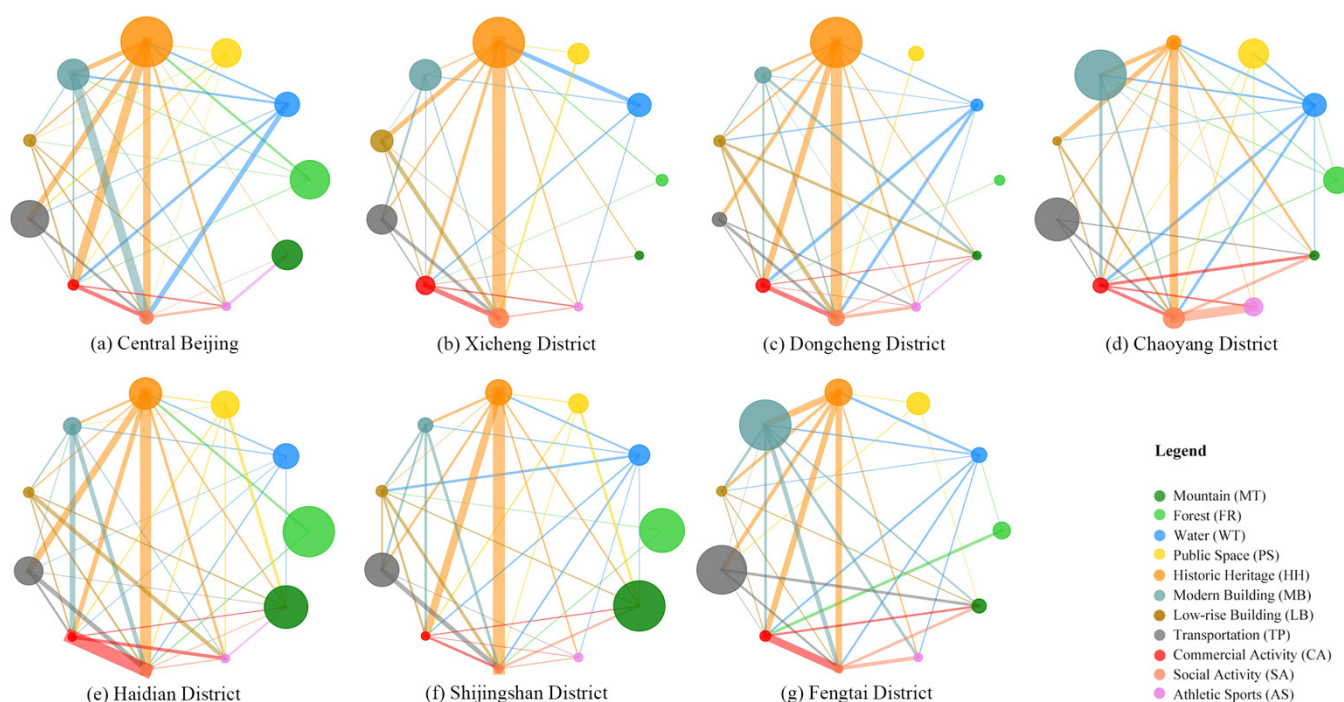 (a) Central Beijing
(b) Xicheng District
(c) Dongcheng District
(d) Chaoyang District
(e) Haidian District
(f) Shijingshan District
(g) Fengtai District
Legend
Mountain (MT)
Forest (FR)
Water (WT)
Public Space (PS)
Historic Heritage (HH)
Modern Building (MB)
Low-rise Building (LB)
Transportation (TP)
Commercial Activity (CA)
Social Activity (SA)
Athletic Sports (AS)